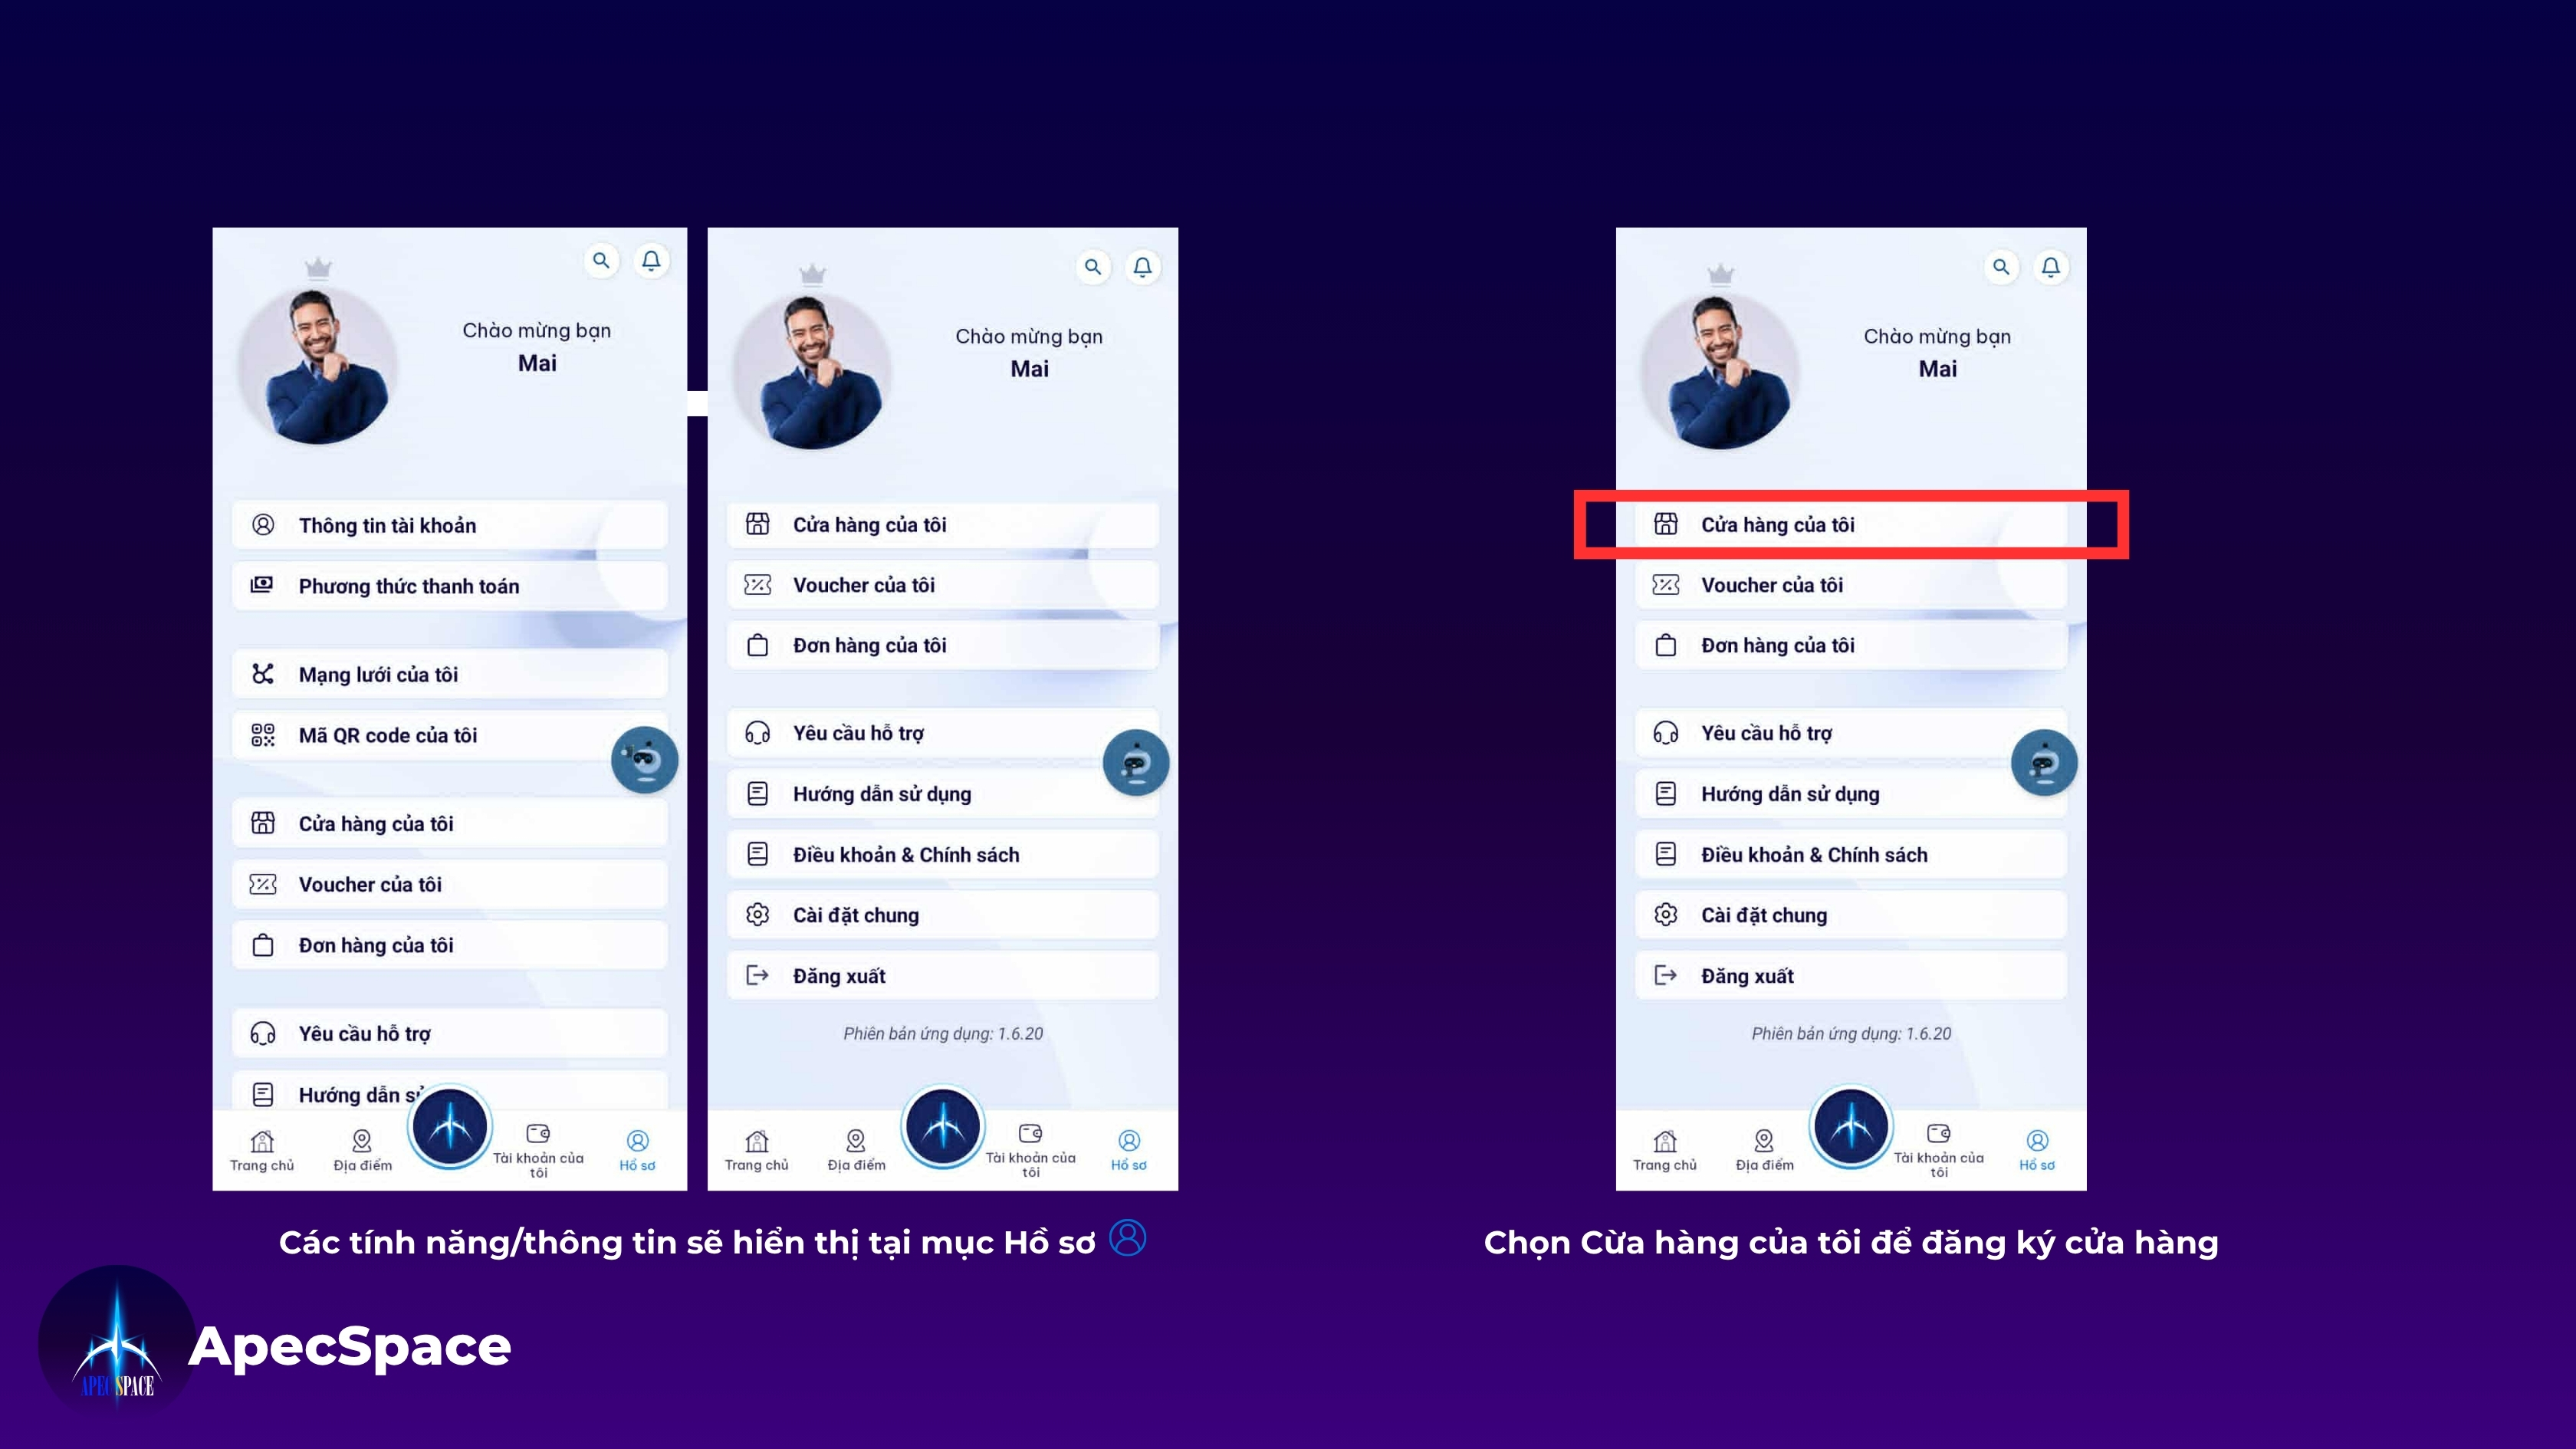 Chào mừng bạn
Mai
Thông tin tài khoản
Phương thức thanh toán
Mạng lưới của tôi
Mã QR code của tôi
Cửa hàng của tôi
Voucher của tôi
Đơn hàng của tôi
Yêu cầu hỗ trợ
Hướng dẫn sử
Trang chủ
Địa điểm
Tài khoản của
tôi
Hồ sơ
Chào mừng bạn
Mai
Cửa hàng của tôi
Voucher của tôi
Đơn hàng của tôi
Yêu cầu hỗ trợ
Hướng dẫn sử dụng
Điều khoản & Chính sách
Cài đặt chung
Đăng xuất
Phiên bản ứng dụng: 1.6.20
Trang chủ
Địa điểm
Tài khoản của
tôi
Hồ sơ
Các tính năng/thông tin sẽ hiển thị tại mục Hồ sơ
Chào mừng bạn
Mai
Cửa hàng của tôi
Voucher của tôi
Đơn hàng của tôi
Yêu cầu hỗ trợ
Hướng dẫn sử dụng
Điều khoản & Chính sách
Cài đặt chung
Đăng xuất
Phiên bản ứng dụng: 1.6.20
Trang chủ
Địa điểm
Tài khoản của
tôi
Hồ sơ
Chọn Cừa hàng của tôi để đăng ký cửa hàng
APEC SPACE
ApecSpace